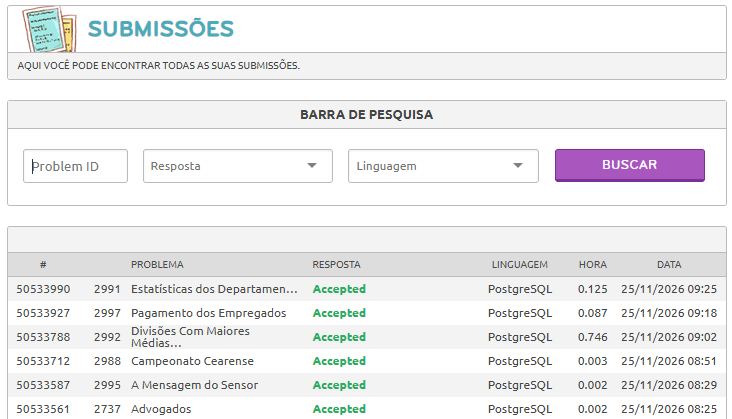 SUBMISSÕES
AQUI VOCÊ PODE ENCONTRAR TODAS AS SUAS SUBMISSÕES.
BARRA DE PESQUISA
Problem ID Resposta Linguagem BUSCAR
# PROBLEMA RESPOSTA LINGUAGEM HORA DATA
50533990 2991 Estatísticas dos Departamen... Accepted PostgreSQL 0.125 25/11/2026 09:25
50533927 2997 Pagamento dos Empregados Accepted PostgreSQL 0.087 25/11/2026 09:18
50533788 2992 Divisões Com Maiores Médias... Accepted PostgreSQL 0.746 25/11/2026 09:02
50533712 2988 Campeonato Cearense Accepted PostgreSQL 0.003 25/11/2026 08:51
50533587 2995 A Mensagem do Sensor Accepted PostgreSQL 0.002 25/11/2026 08:29
50533561 2737 Advogados Accepted PostgreSQL 0.002 25/11/2026 08:25